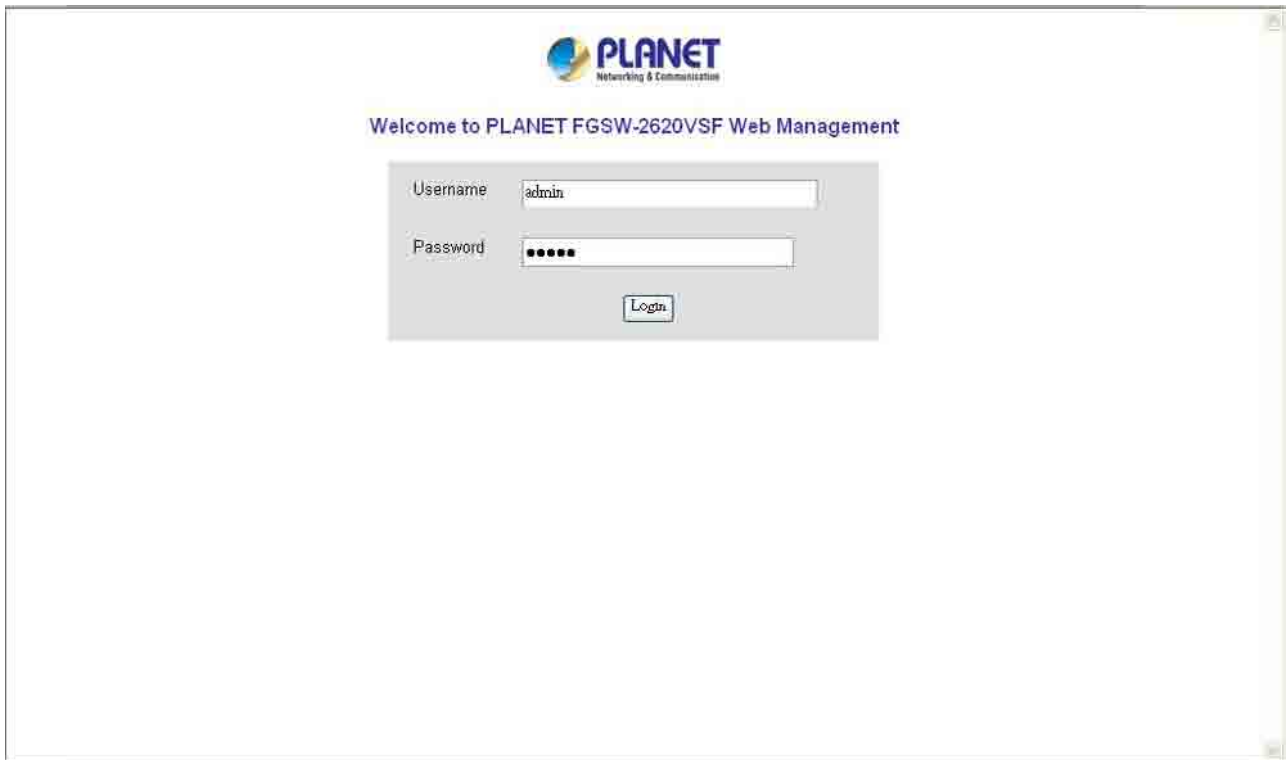 PLANET
Networking & Communication
Welcome to PLANET FGSW-2620VSF Web Management
Username admin
Password •••••
Login